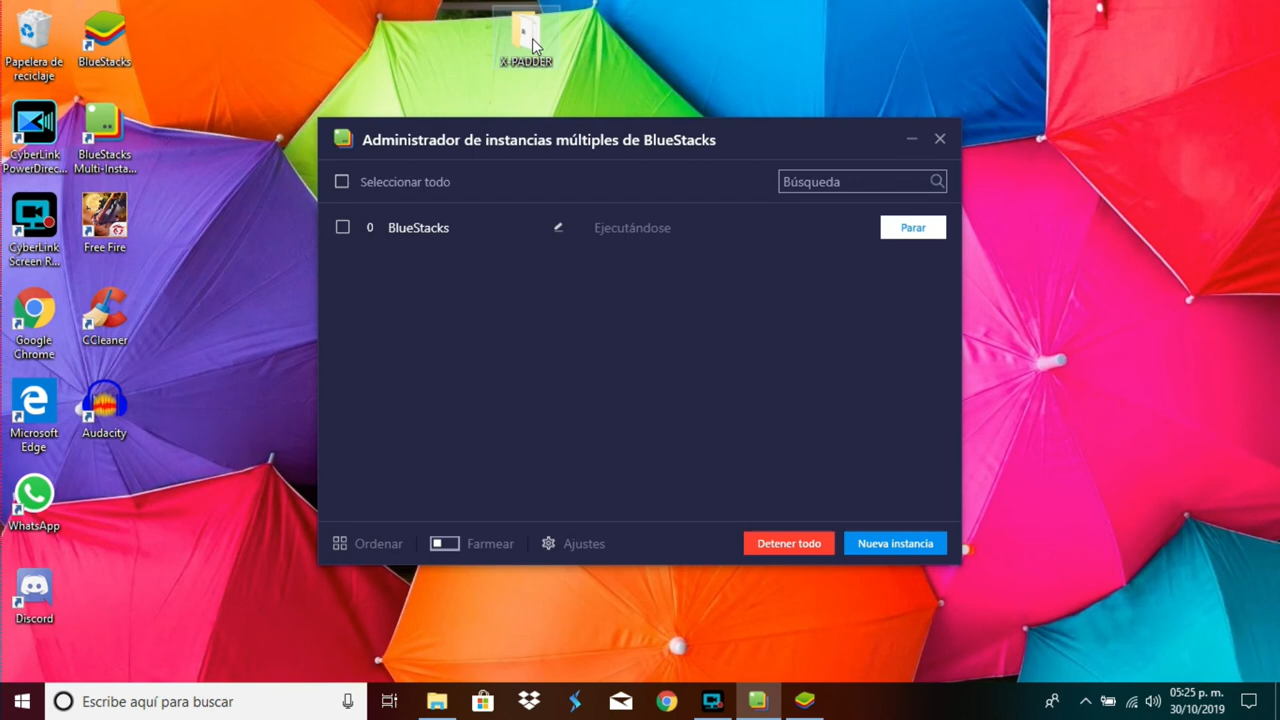 Papelera de
reciclaje
BlueStacks
X-PADDER
CyberLink
PowerDirec...
BlueStacks
Multi-Insta...
CyberLink
Screen R...
Free Fire
Google
Chrome
CCleaner
Microsoft
Edge
Audacity
WhatsApp
Discord
Administrador de instancias múltiples de BlueStacks
Seleccionar todo
Búsqueda
0 BlueStacks Ejecutándose Parar
Ordenar Farmear Ajustes Detener todo Nueva instancia
Escribe aquí para buscar
05:25 p. m.
30/10/2019